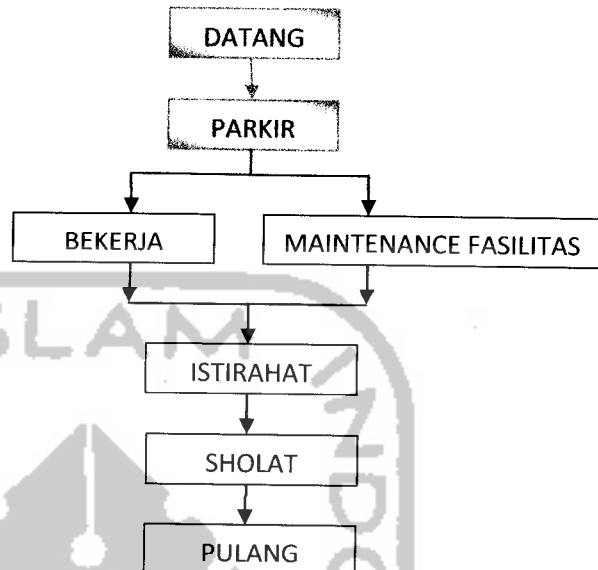 DATANG
PARKIR
BEKERJA
MAINTENANCE FASILITAS
ISTIRAHAT
SHOLAT
PULANG